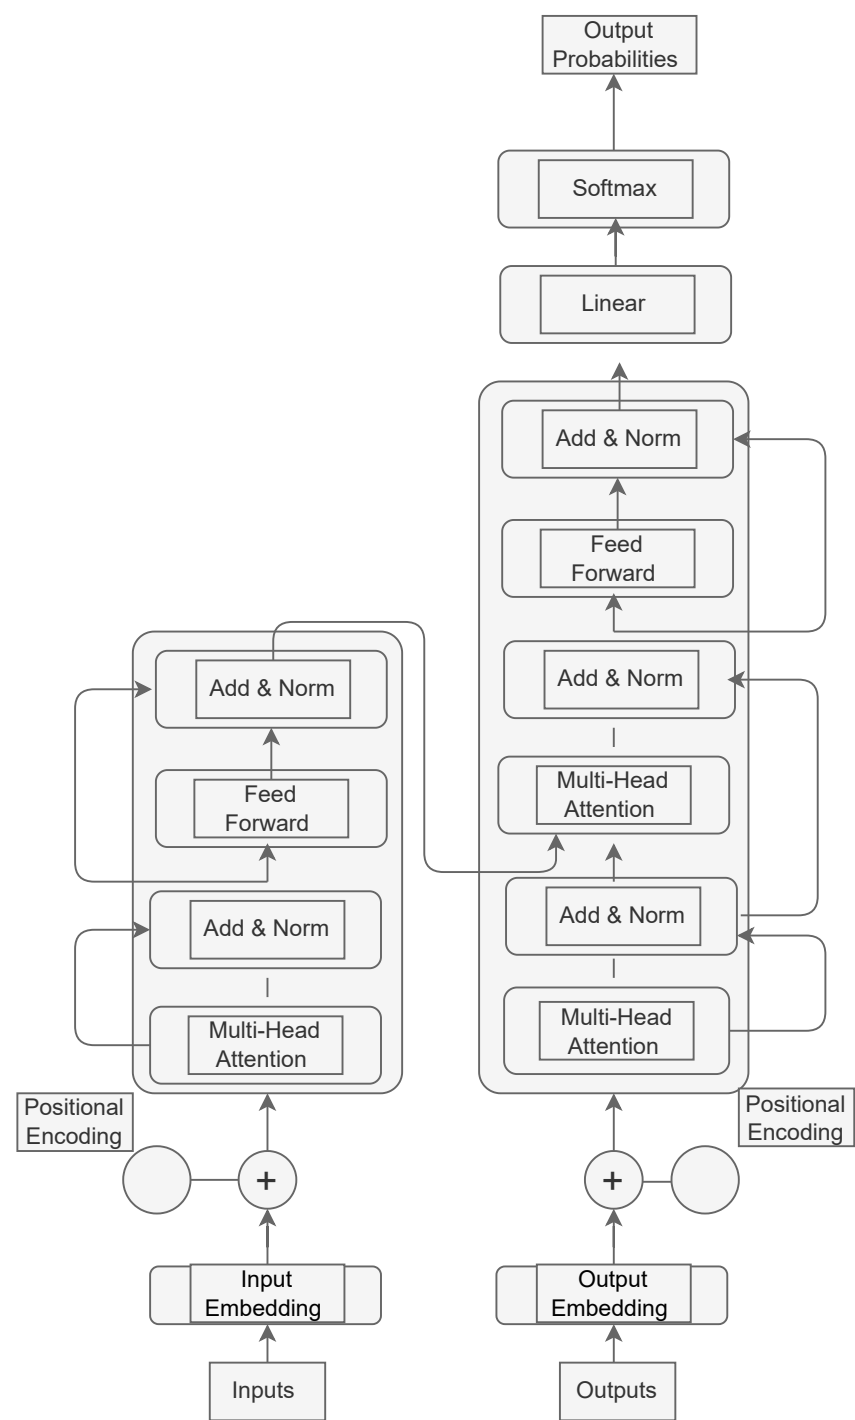 Output
Probabilities
Softmax
Linear
Add & Norm
Feed
Forward
Add & Norm
Multi-Head
Attention
Add & Norm
Multi-Head
Attention
Positional
Encoding
+
Output
Embedding
Outputs
Add & Norm
Feed
Forward
Add & Norm
Multi-Head
Attention
Positional
Encoding
+
Input
Embedding
Inputs